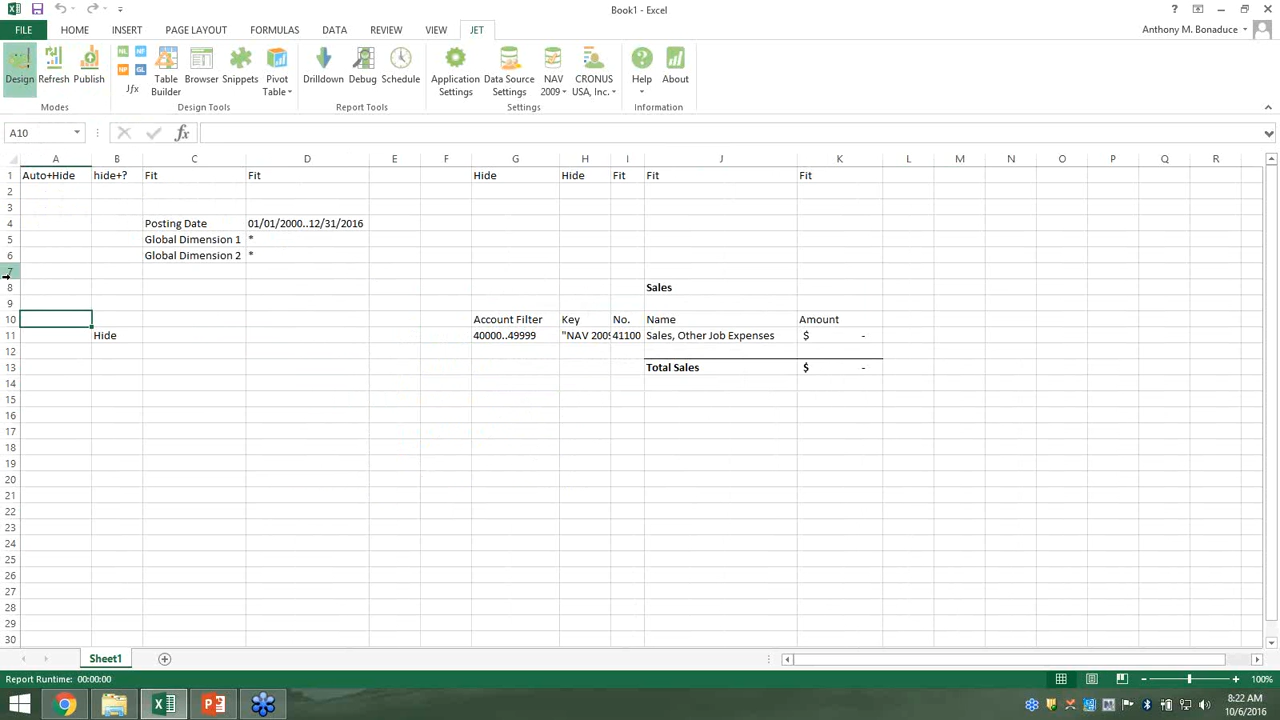 Book1 - Excel
Anthony M. Bonaduce
FILE HOME INSERT PAGE LAYOUT FORMULAS DATA REVIEW VIEW JET
NL NL
NF GL
Jfx
Design Refresh Publish Table Builder Browser Snippets Pivot Table Drilldown Debug Schedule Application Settings Data Source Settings NAV 2009 CRONUS USA, Inc. Help About
Modes Design Tools Report Tools Settings Information
A10 fx
A B C D E F G H I J K L M N O P Q R
1 Auto+Hide hide+? Fit Fit Hide Hide Fit Fit Fit
2
3
4 Posting Date 01/01/2000..12/31/2016
5 Global Dimension 1 *
6 Global Dimension 2 *
7
8 Sales
9
10 Account Filter Key No. Name Amount
11 Hide 40000..49999 "NAV 200 41100 Sales, Other Job Expenses $ -
12
13 Total Sales $ -
14
15
16
17
18
19
20
21
22
23
24
25
26
27
28
29
30
Sheet1
Report Runtime: 00:00:00 100%
8:22 AM
10/6/2016